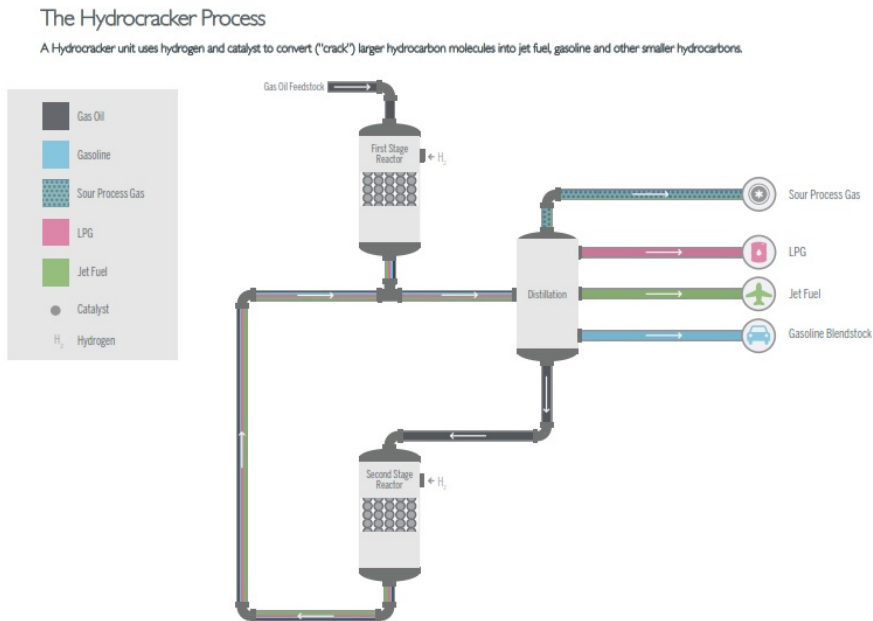 The Hydrocracker Process
A Hydrocracker unit uses hydrogen and catalyst to convert ("crack") larger hydrocarbon molecules into jet fuel, gasoline and other smaller hydrocarbons.
Gas Oil Feedstock
Gas Oil
Gasoline
Sour Process Gas
LPG
Jet Fuel
Catalyst
H₂ Hydrogen
First Stage
Reactor
H₂
Distillation
Sour Process Gas
LPG
Jet Fuel
Gasoline Blendstock
Second Stage
Reactor
H₂